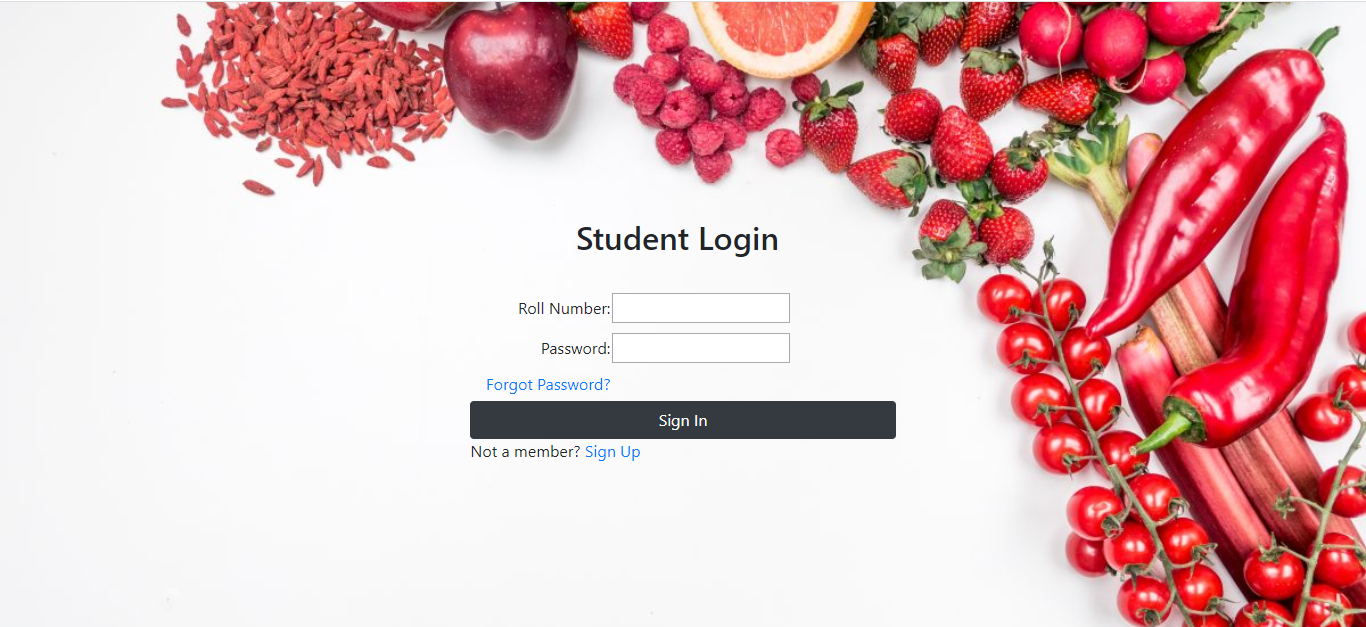 Student Login
Roll Number:
Password:
Forgot Password?
Sign In
Not a member? Sign Up